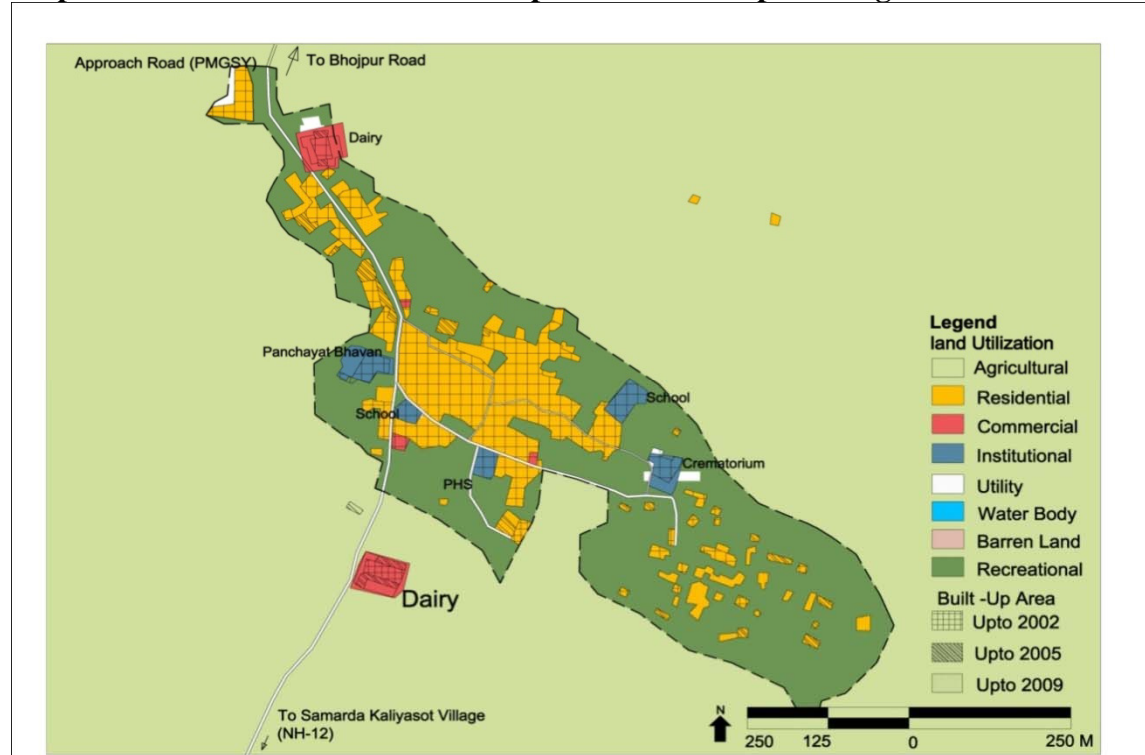 Approach Road (PMGSY)
To Bhojpur Road
Dairy
Panchayat Bhavan
School
School
Crematorium
PHS
Dairy
To Samarda Kaliyasot Village
(NH-12)
Legend
land Utilization
Agricultural
Residential
Commercial
Institutional
Utility
Water Body
Barren Land
Recreational
Built -Up Area
Upto 2002
Upto 2005
Upto 2009
N
250 125 0 250 M